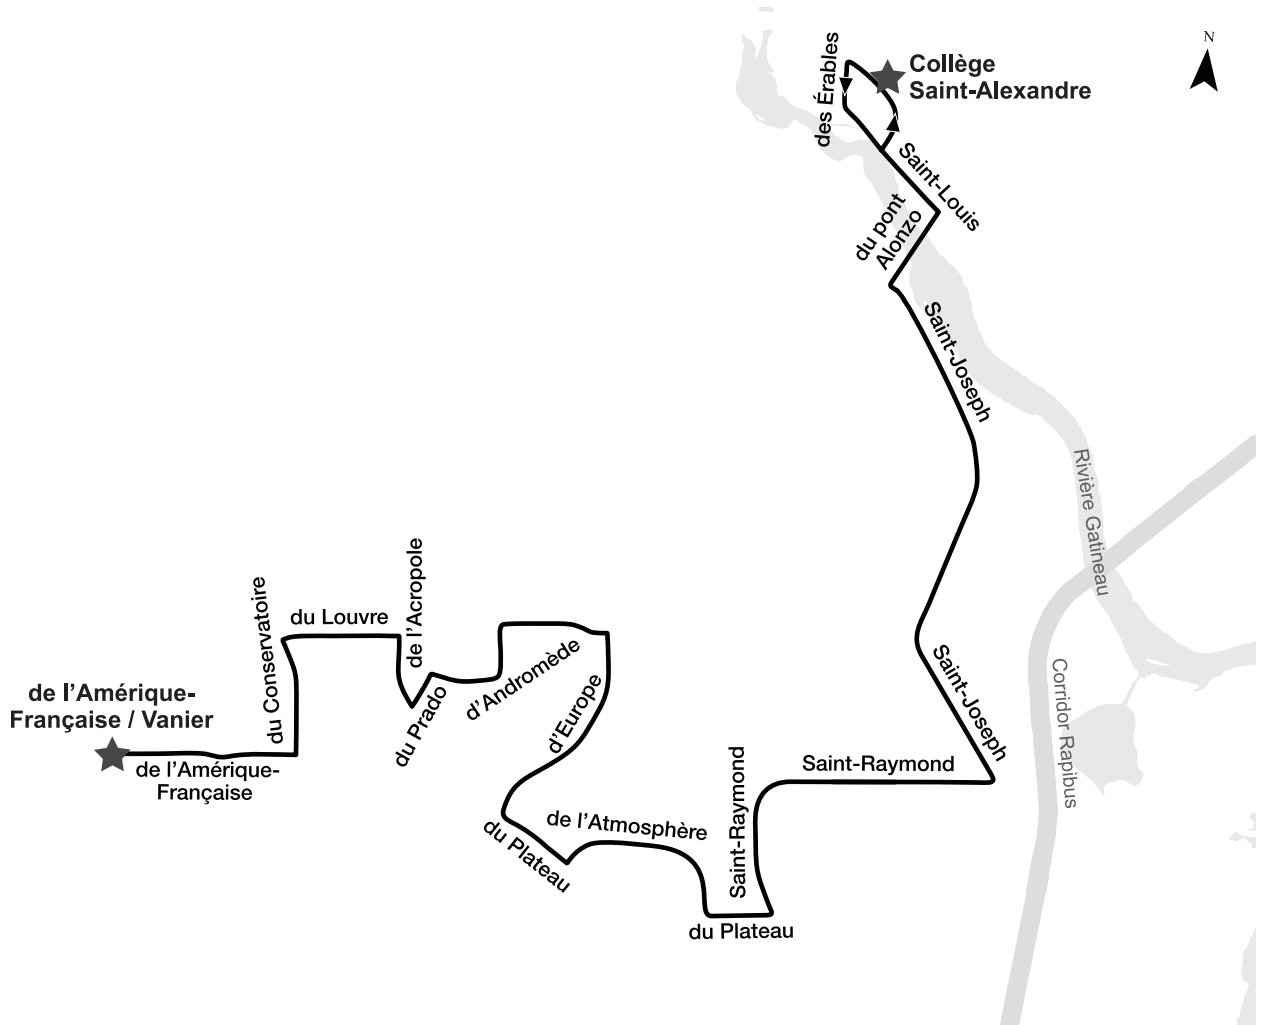 N
des Érables
Collège
Saint-Alexandre
Saint-Louis
du pont
Alonzo
Saint-Joseph
Rivière Gatineau
de l'Acropole
du Conservatoire
du Louvre
de l'Amérique-
Française / Vanier
de l'Amérique-
Française
du Prado
d'Andromède
d'Europe
du Plateau
de l'Atmosphère
Saint-Raymond
du Plateau
Saint-Raymond
Saint-Joseph
Corridor Rapibus